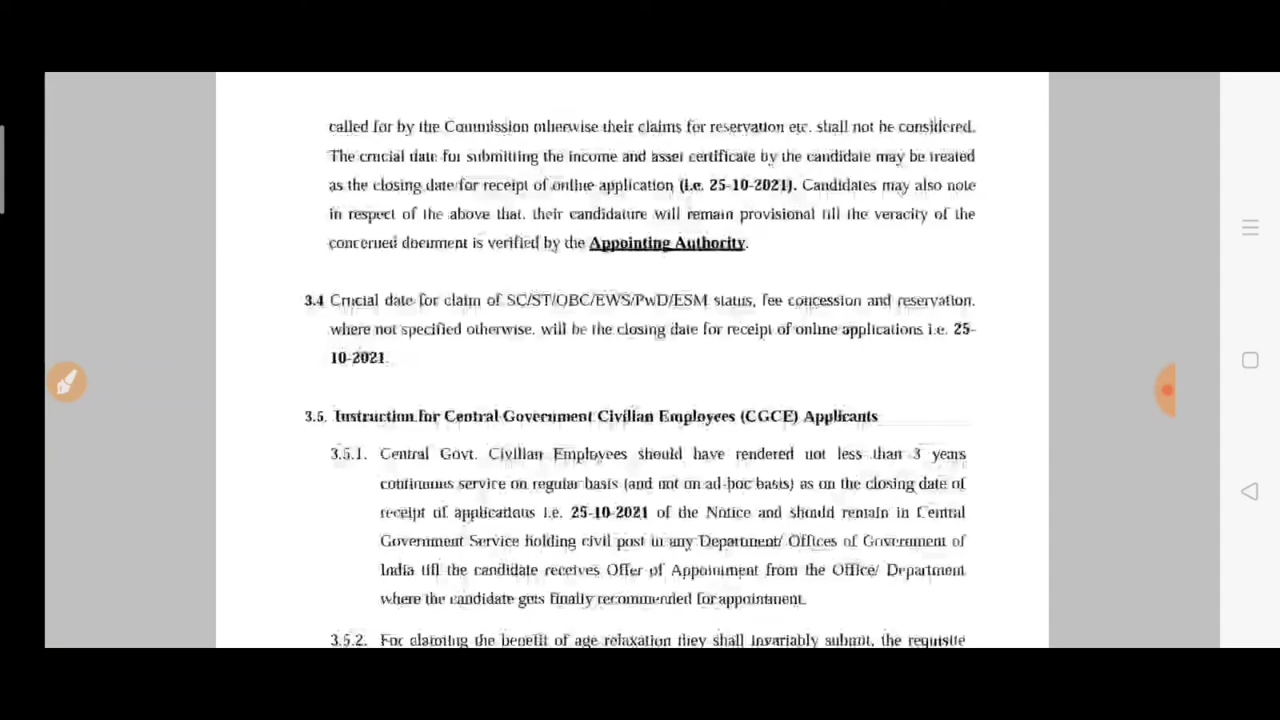 called for by the Commission otherwise their claims for reservation etc. shall not be considered.
The crucial date for submitting the income and asset certificate by the candidate may be treated
as the closing date for receipt of online application (i.e. 25-10-2021). Candidates may also note
in respect of the above that, their candidature will remain provisional till the veracity of the
concerned document is verified by the Appointing Authority.
3.4 Crucial date for claim of SC/ST/OBC/EWS/PwD/ESM status, fee concession and reservation,
where not specified otherwise, will be the closing date for receipt of online applications i.e. 25-
10-2021.
3.5. Instruction for Central Government Civilian Employees (CGCE) Applicants
3.5.1. Central Govt. Civilian Employees should have rendered not less than 3 years
continuous service on regular basis (and not on ad-hoc basis) as on the closing date of
receipt of applications i.e. 25-10-2021 of the Notice and should remain in Central
Government Service holding civil post in any Department/ Offices of Government of
India till the candidate receives Offer of Appointment from the Office/ Department
where the candidate gets finally recommended for appointment.
3.5.2. For claiming the benefit of age relaxation they shall invariably submit, the requisite